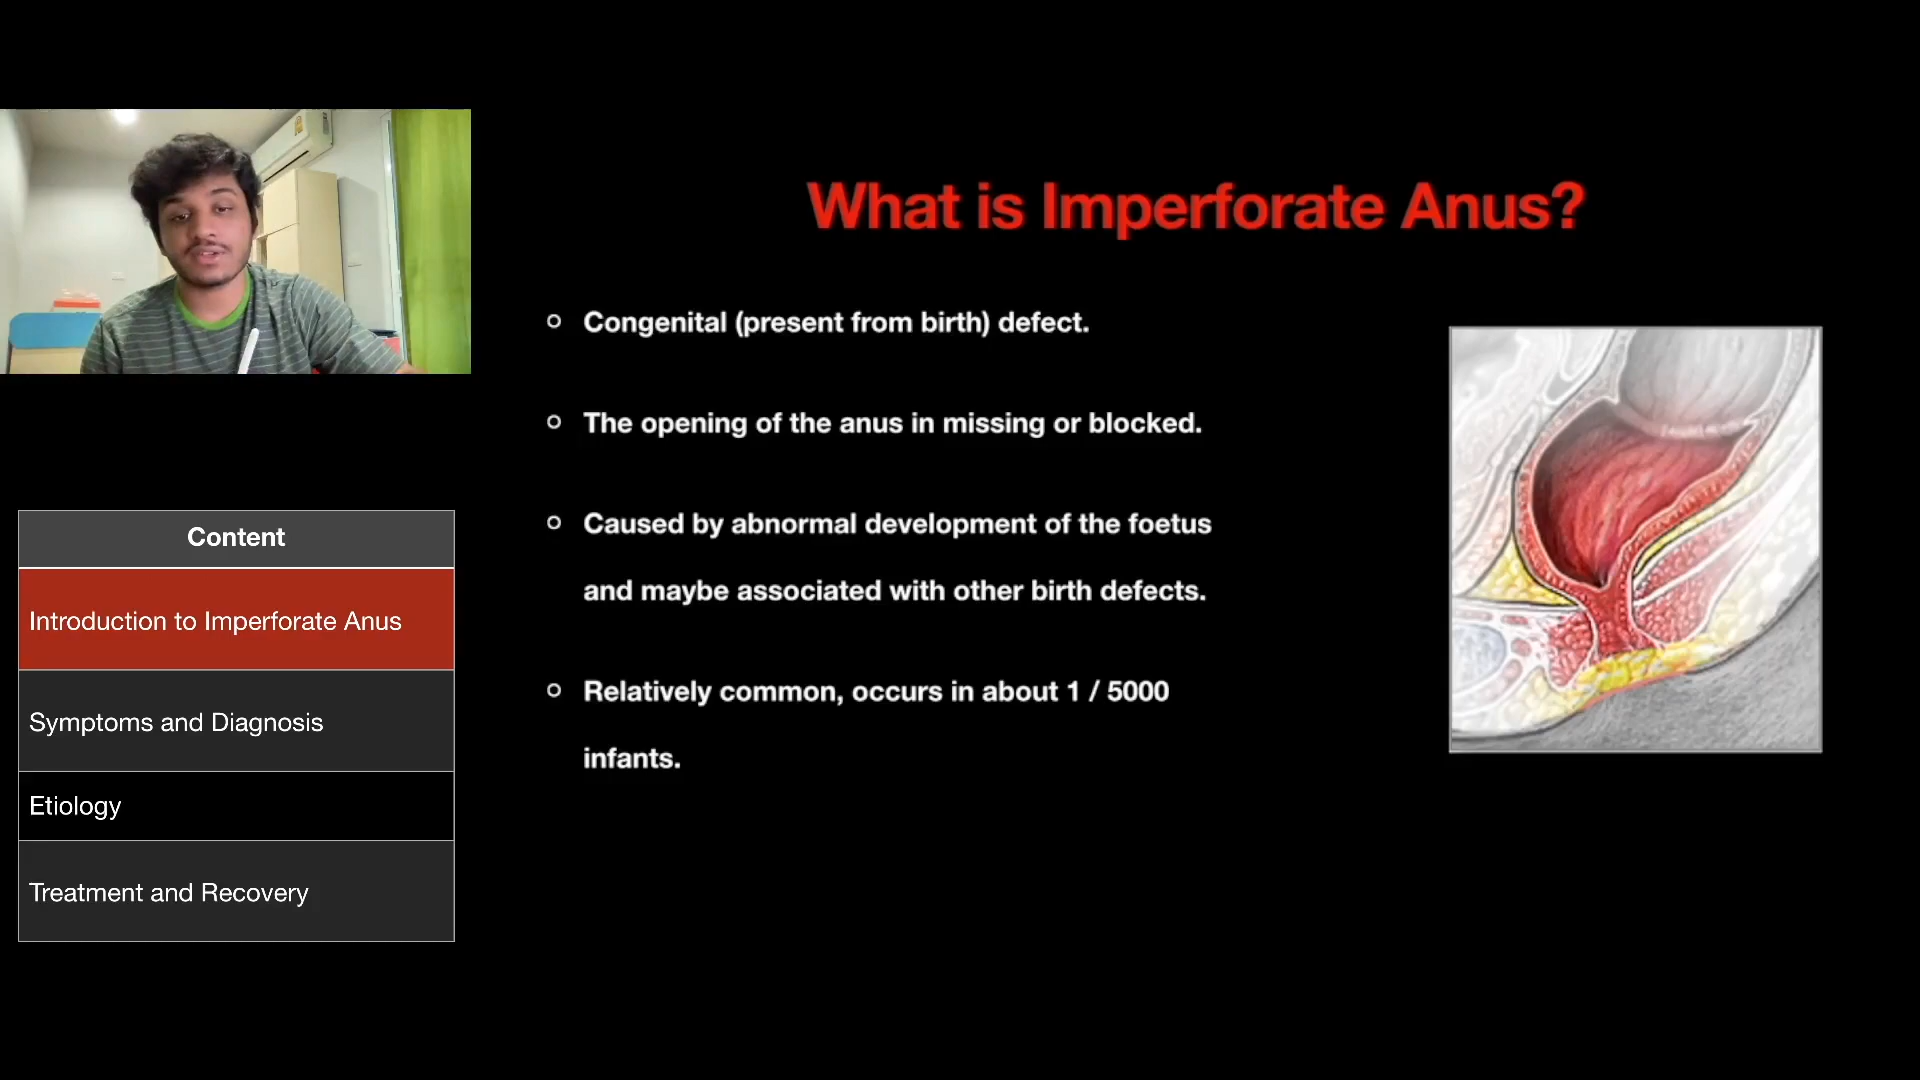 What is Imperforate Anus?
Congenital (present from birth) defect.
The opening of the anus in missing or blocked.
Caused by abnormal development of the foetus
and maybe associated with other birth defects.
Relatively common, occurs in about 1 / 5000
infants.
Content
Introduction to Imperforate Anus
Symptoms and Diagnosis
Etiology
Treatment and Recovery